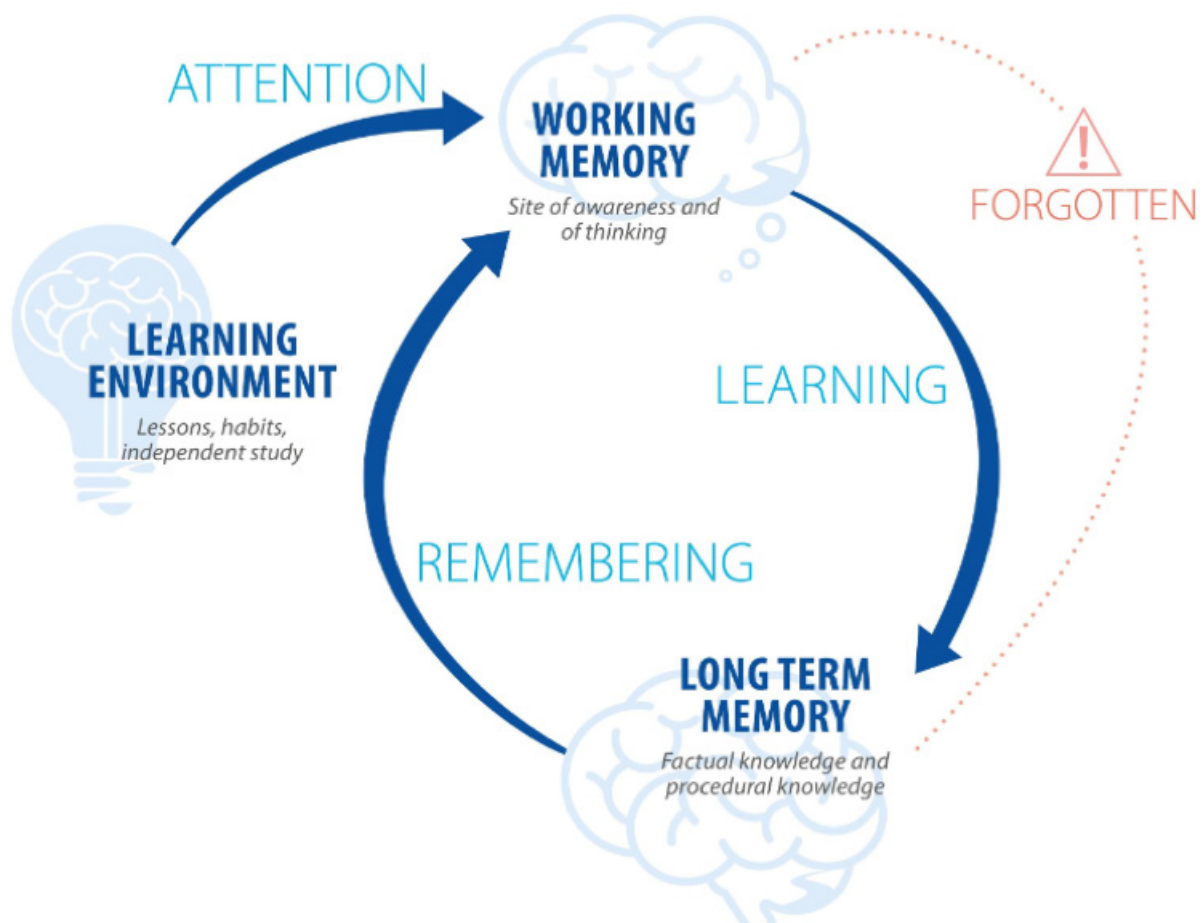 ATTENTION
WORKING
MEMORY
Site of awareness and
of thinking
!
FORGOTTEN
LEARNING
ENVIRONMENT
Lessons, habits,
independent study
LEARNING
REMEMBERING
LONG TERM
MEMORY
Factual knowledge and
procedural knowledge